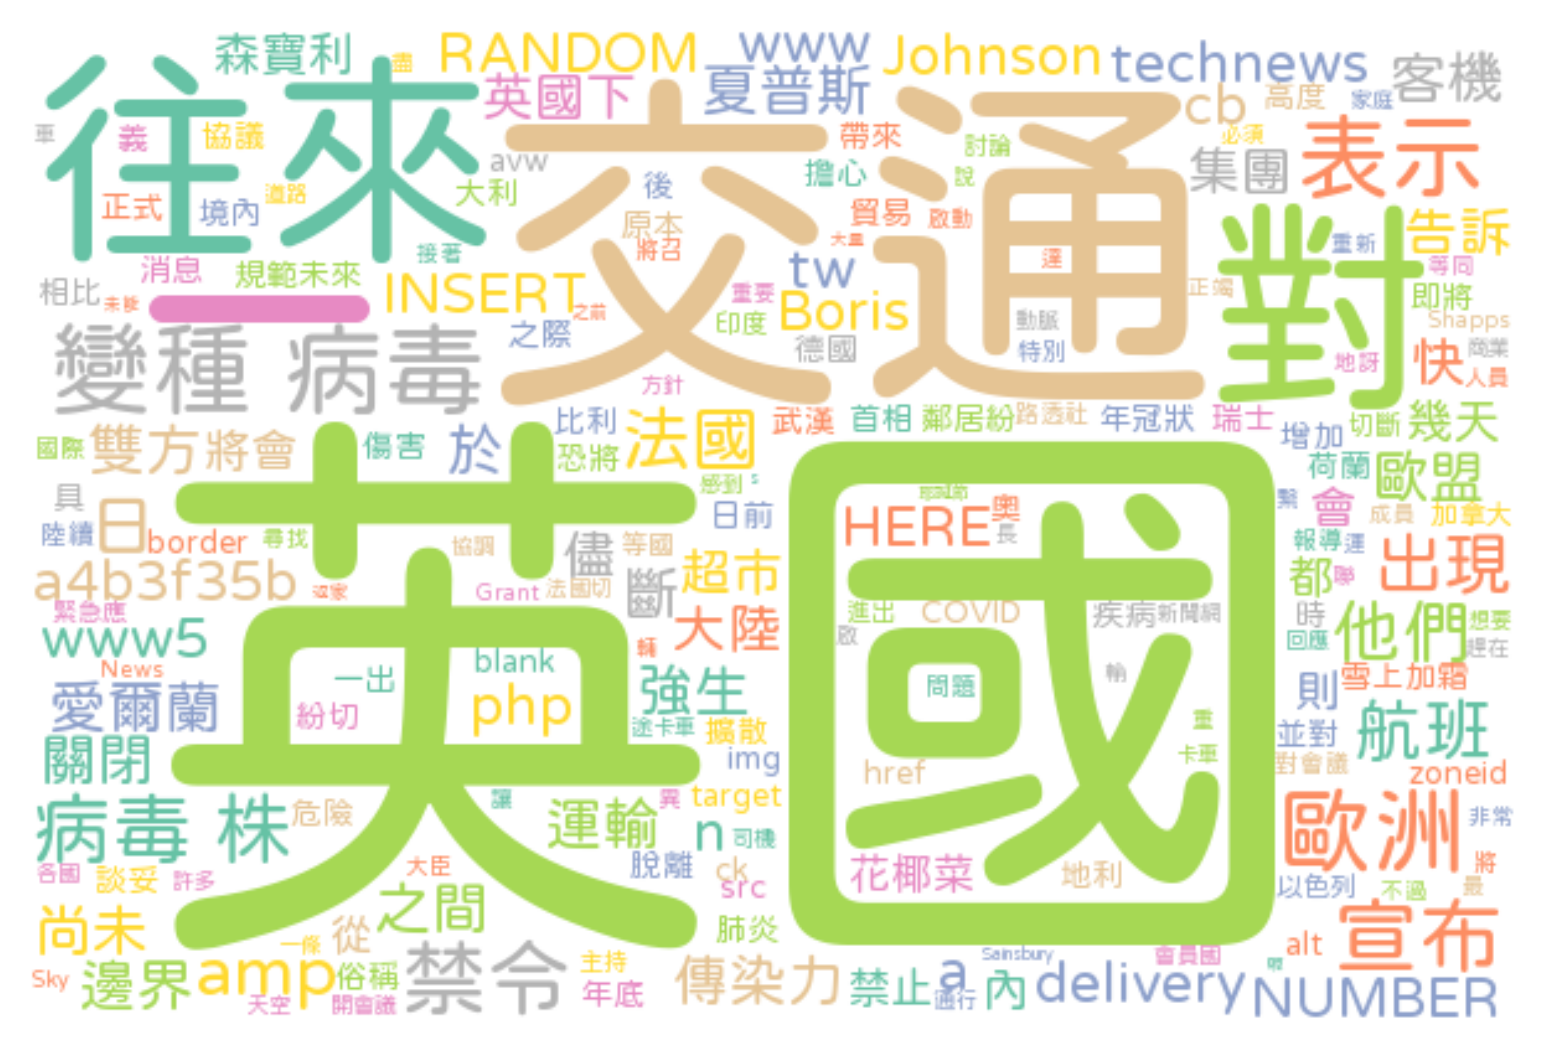 森寶利
盡
RANDOM
www
Johnson
technews
客機
往來
英國下
夏普斯
cb
高度
家庭
車
義
協議
交通
帶來
討論
必須
表示
avw
擔心
說
集團
正式
境內
道路
大利
後
原本
貿易
啟動
對
告訴
接著
將召
大量
重新
消息
規範未來
tw
達
等同
相比
未能
一
INSERT
之前
重要
正竭
即將
Boris
Shapps
變種 病毒
之際
印度
動脈
德國
特別
地訝
快
商業
人員
方針
國際
雙方將會
傷害
於
比利
恐將
法國
武漢
首相
鄰居紛
路透社
年冠狀
瑞士
增加
切斷
幾天
具
日
感到
s
荷蘭
歐盟
陸續
border
尋找
英國
協調
儘
等國
日前
HERE
奧
長
繫
會
成員
加拿大
報導
運
a4b3f35b
國家
Grant
法國切
斷
超市
都
聯
出現
緊急應
大陸
進出
COVID
疾病
新聞網
時
他們
想要
www5
啟
回應
趕在
News
一出
blank
輛
強生
問題
輸
則
雪上加霜
愛爾蘭
紛切
php
途卡車
擴散
重
並對
航班
關閉
img
href
卡車
對會議
zoneid
病毒 株
危險
讓
運輸
異
target
n
司機
歐洲
非常
各國
談妥
許多
大臣
脫離
ck
src
花椰菜
地利
以色列
不過
最
將
尚未
一條
從
之間
肺炎
alt
宣布
Sky
邊界
amp
俗稱
禁令
主持
傳染力
禁止
a
Sainsbury
會員國
天空
開會議
年底
通行
內
delivery
NUMBER